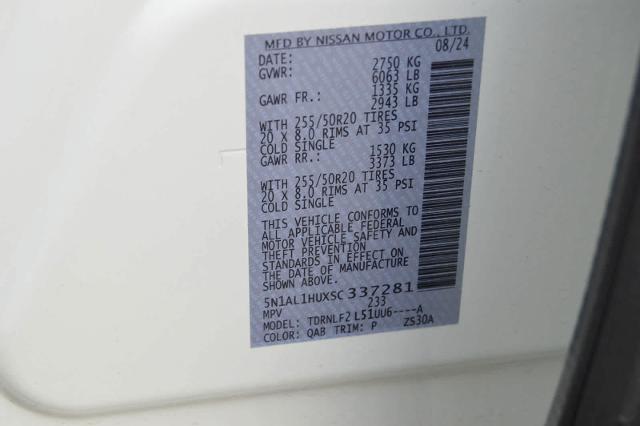 MFD BY NISSAN MOTOR CO., LTD.
DATE: 08/24
GVWR: 2750 KG
6063 LB
GAWR FR.: 1335 KG
2943 LB
WITH 255/50R20 TIRES
20 X 8.0 RIMS AT 35 PSI
COLD SINGLE
GAWR RR.: 1530 KG
3373 LB
WITH 255/50R20 TIRES
20 X 8.0 RIMS AT 35 PSI
COLD SINGLE
THIS VEHICLE CONFORMS TO
ALL APPLICABLE FEDERAL
MOTOR VEHICLE SAFETY AND
THEFT PREVENTION
STANDARDS IN EFFECT ON
THE DATE OF MANUFACTURE
SHOWN ABOVE.
5N1AL1HUXSC337281
MPV 233
MODEL: TDRNLF2 L51UU6----A
COLOR: QAB TRIM: P ZS30A